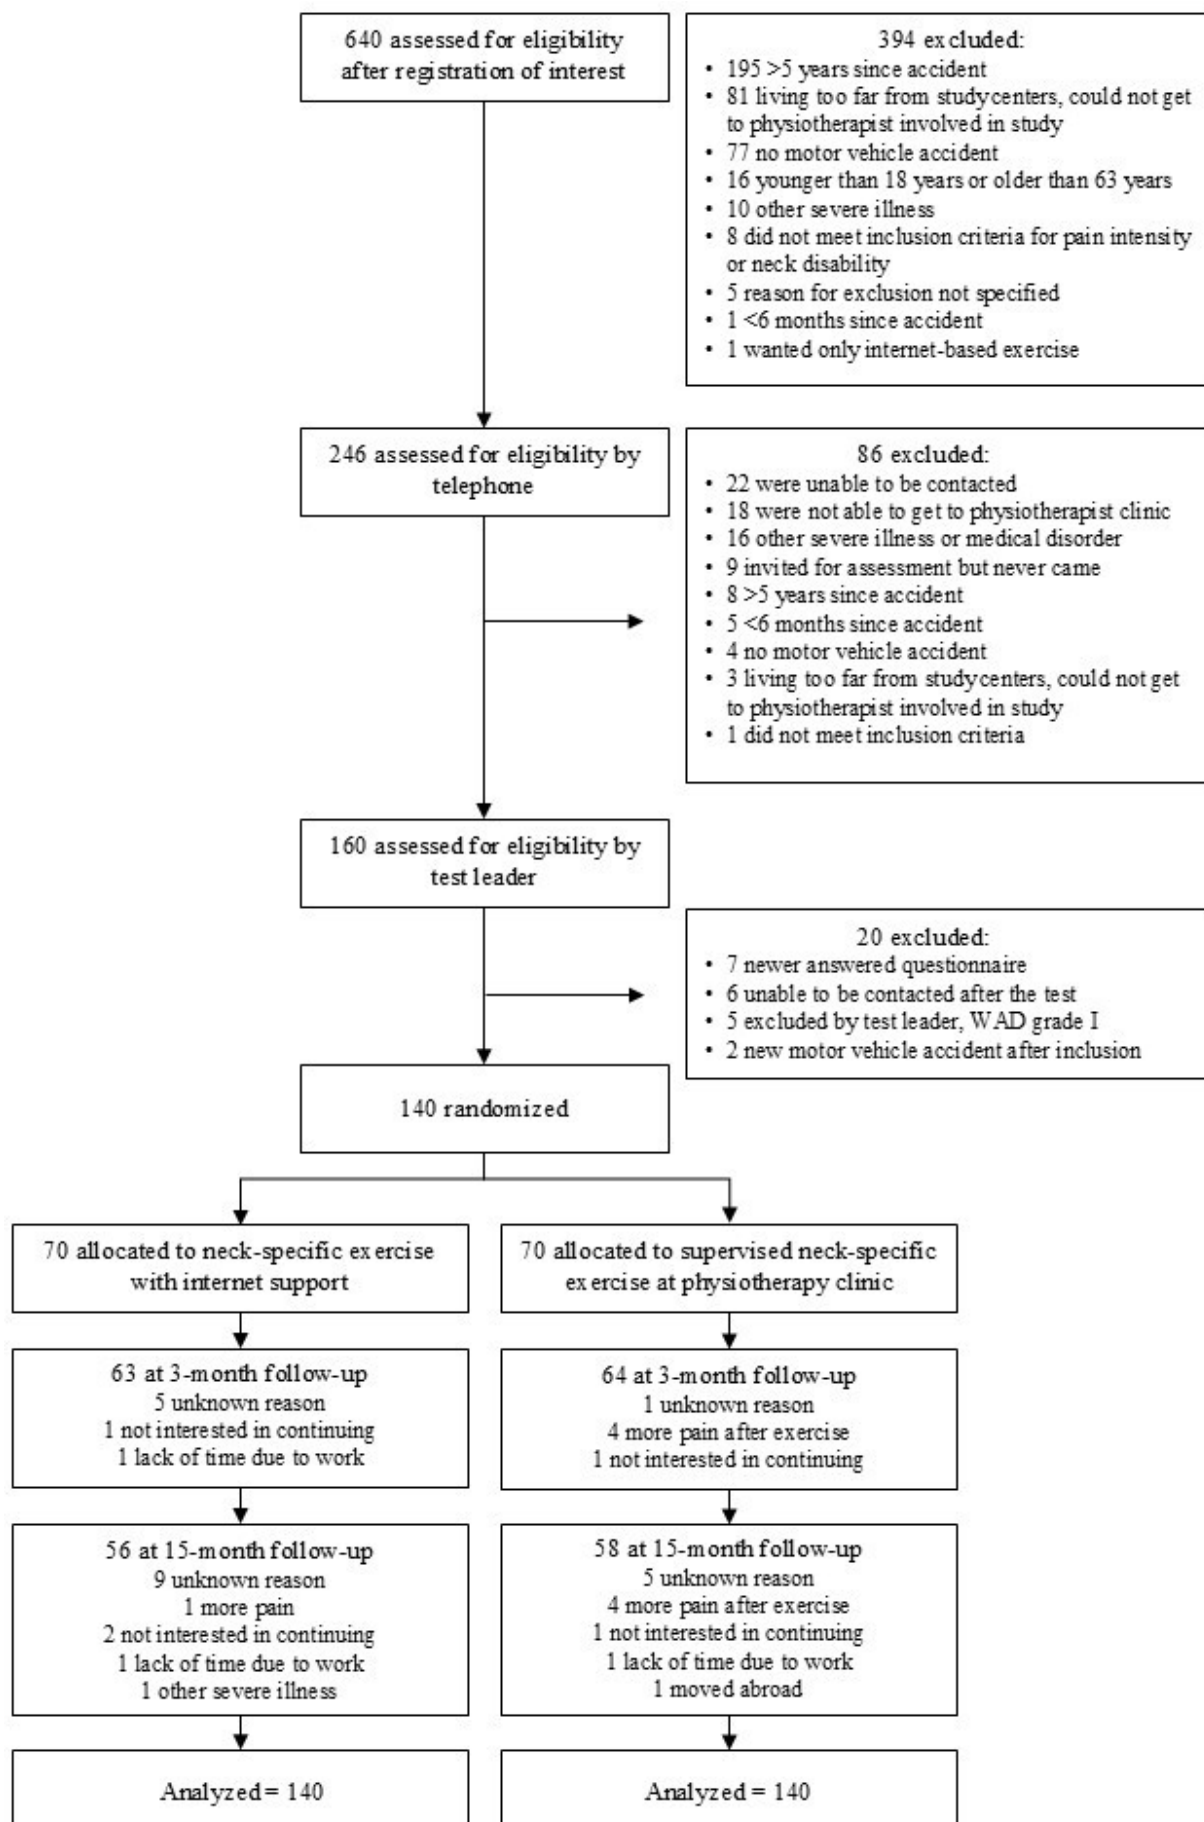 640 assessed for eligibility
after registration of interest
394 excluded:
• 195 >5 years since accident
• 81 living too far from study centers, could not get
to physiotherapist involved in study
• 77 no motor vehicle accident
• 16 younger than 18 years or older than 63 years
• 10 other severe illness
• 8 did not meet inclusion criteria for pain intensity
or neck disability
• 5 reason for exclusion not specified
• 1 <6 months since accident
• 1 wanted only internet-based exercise
246 assessed for eligibility by
telephone
86 excluded:
• 22 were unable to be contacted
• 18 were not able to get to physiotherapist clinic
• 16 other severe illness or medical disorder
• 9 invited for assessment but never came
• 8 >5 years since accident
• 5 <6 months since accident
• 4 no motor vehicle accident
• 3 living too far from study centers, could not get
to physiotherapist involved in study
• 1 did not meet inclusion criteria
160 assessed for eligibility by
test leader
20 excluded:
• 7 newer answered questionnaire
• 6 unable to be contacted after the test
• 5 excluded by test leader, WAD grade I
• 2 new motor vehicle accident after inclusion
140 randomized
70 allocated to neck-specific exercise
with internet support
70 allocated to supervised neck-specific
exercise at physiotherapy clinic
63 at 3-month follow-up
5 unknown reason
1 not interested in continuing
1 lack of time due to work
64 at 3-month follow-up
1 unknown reason
4 more pain after exercise
1 not interested in continuing
56 at 15-month follow-up
9 unknown reason
1 more pain
2 not interested in continuing
1 lack of time due to work
1 other severe illness
58 at 15-month follow-up
5 unknown reason
4 more pain after exercise
1 not interested in continuing
1 lack of time due to work
1 moved abroad
Analyzed = 140
Analyzed = 140